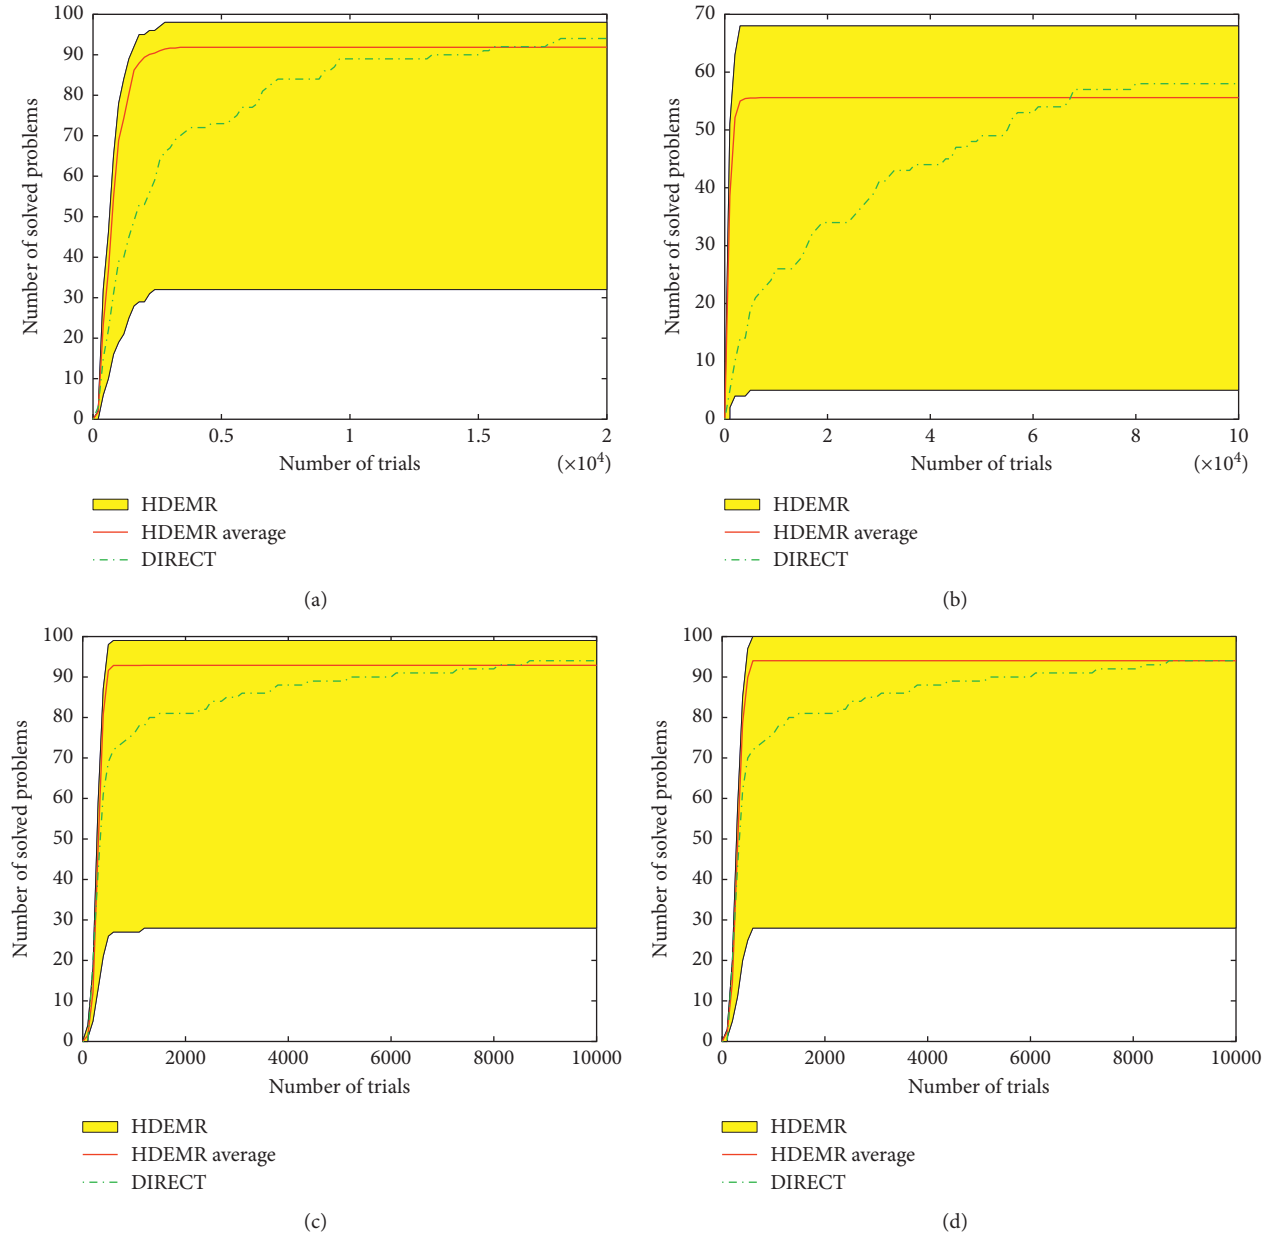 100
90
80
70
60
50
40
30
20
10
0
Number of solved problems
0
0.5
1
1.5
2
Number of trials
(×10⁴)
HDEMR
HDEMR average
DIRECT
(a)
70
60
50
40
30
20
10
0
Number of solved problems
0
2
4
6
8
10
Number of trials
(×10⁴)
HDEMR
HDEMR average
DIRECT
(b)
100
90
80
70
60
50
40
30
20
10
0
Number of solved problems
0
2000
4000
6000
8000
10000
Number of trials
HDEMR
HDEMR average
DIRECT
(c)
100
90
80
70
60
50
40
30
20
10
0
Number of solved problems
0
2000
4000
6000
8000
10000
Number of trials
HDEMR
HDEMR average
DIRECT
(d)